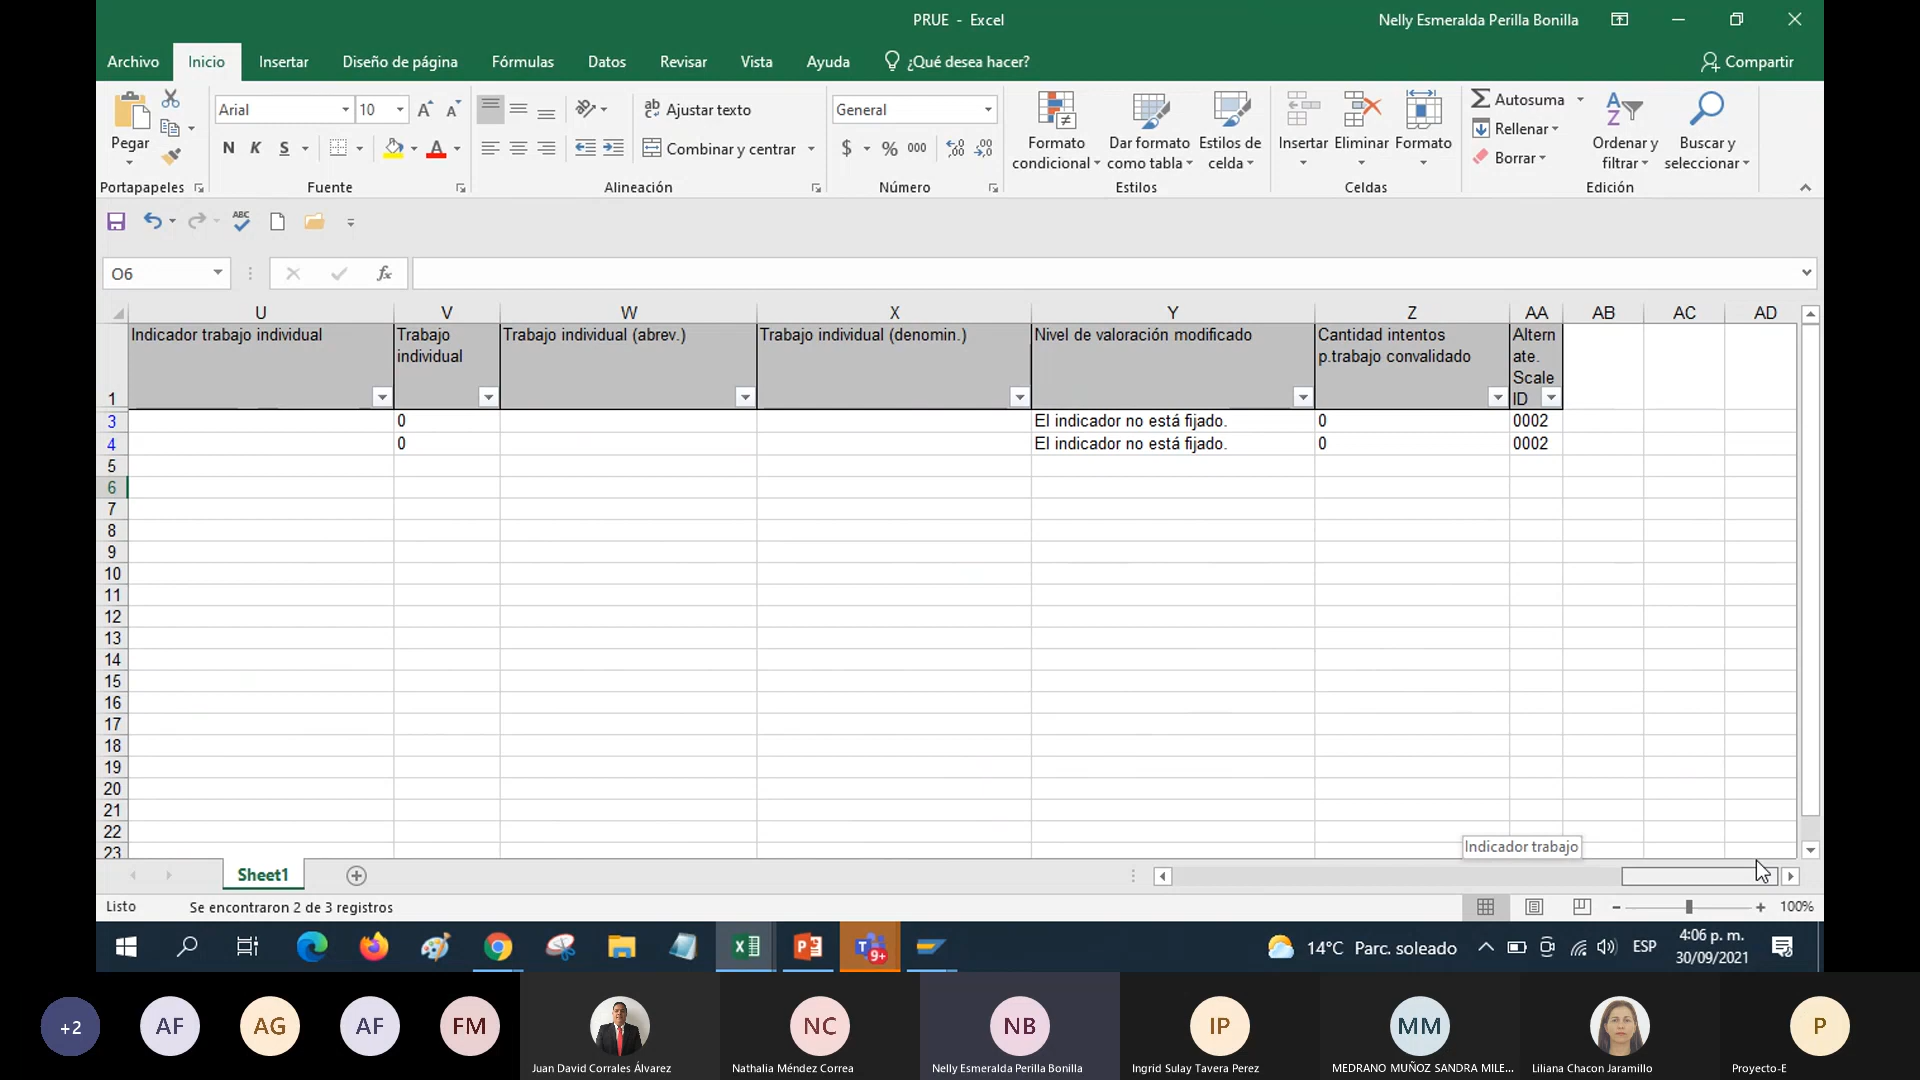 PRUE - Excel
Nelly Esmeralda Perilla Bonilla
Archivo Inicio Insertar Diseño de página Fórmulas Datos Revisar Vista Ayuda ¿Qué desea hacer? Compartir
Pegar
Portapapeles
Arial 10
N K S
Fuente
Ajustar texto
Combinar y centrar
Alineación
General
$ % 000
Número
Formato condicional
Dar formato como tabla
Estilos de celda
Estilos
Insertar Eliminar Formato
Celdas
Autosuma
Rellenar
Borrar
Ordenar y filtrar
Buscar y seleccionar
Edición
ABC
O6
fx
U V W X Y Z AA AB AC AD
1 Indicador trabajo individual Trabajo individual Trabajo individual (abrev.) Trabajo individual (denomin.) Nivel de valoración modificado Cantidad intentos p.trabajo convalidado Alternate. Scale ID
3 0 El indicador no está fijado. 0 0002
4 0 El indicador no está fijado. 0 0002
5
6
7
8
9
10
11
12
13
14
15
16
17
18
19
20
21
22
23
Indicador trabajo
Sheet1
Listo Se encontraron 2 de 3 registros
100%
9+
14°C Parc. soleado
ESP
4:06 p. m.
30/09/2021
+2 AF AG AF FM
Juan David Corrales Álvarez
NC
Nathalia Méndez Correa
NB
Nelly Esmeralda Perilla Bonilla
IP
Ingrid Sulay Tavera Perez
MM
MEDRANO MUÑOZ SANDRA MILE...
Liliana Chacon Jaramillo
P
Proyecto-E